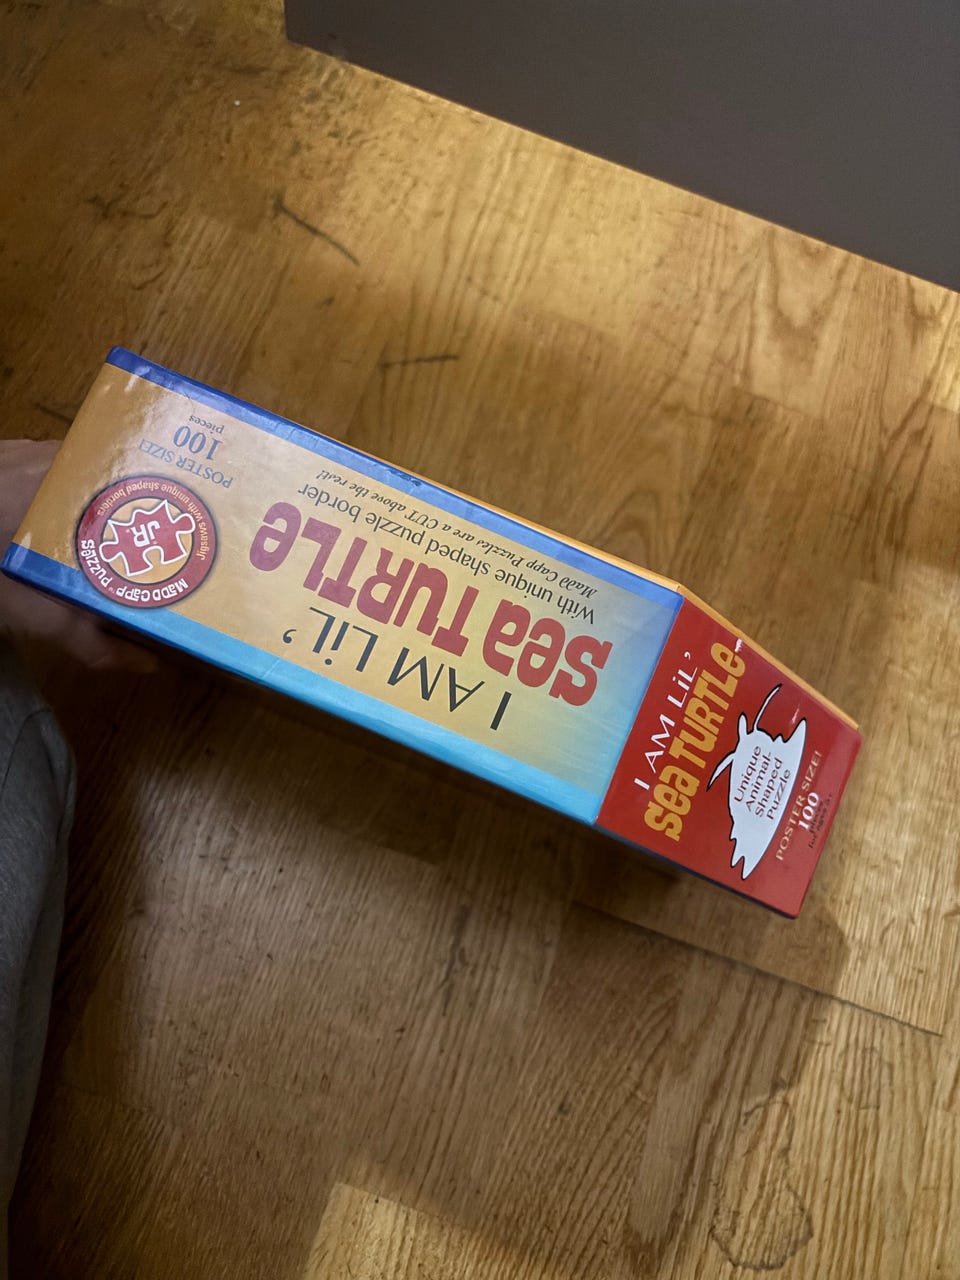 I AM LiL'
Sea TURTLe
With unique shaped puzzle border
Madd Capp Puzzles are a CUT above the rest!
POSTER SIZE!
100
pieces
MaDD CaPP™ PuZZleS
JR.
Jigsaws with unique shaped borders
I AM LiL'
Sea TURTLe
Unique
Animal-
Shaped
Puzzle
POSTER SIZE!
100